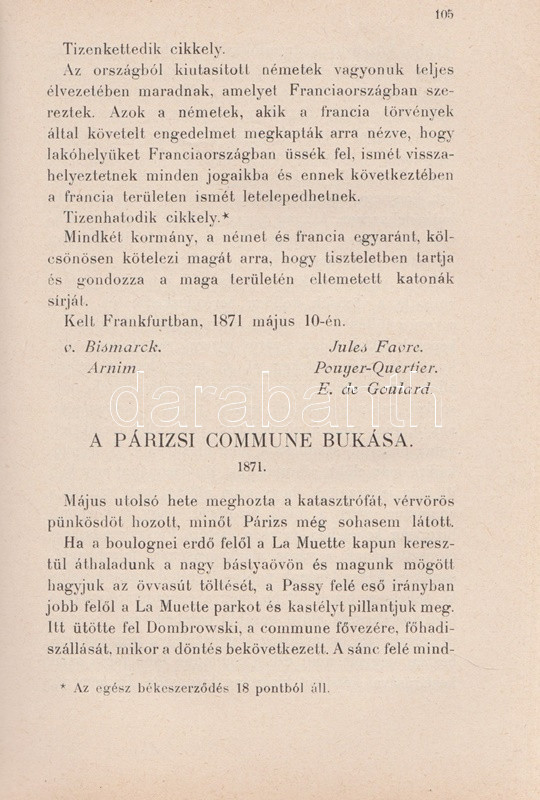 105
Tizenkettedik cikkely.
Az országból kiutasított németek vagyonuk teljes
élvezetében maradnak, amelyet Franciaországban sze-
reztek. Azok a németek, akik a francia törvények
által követelt engedelmet megkapták arra nézve, hogy
lakóhelyüket Franciaországban üssék fel, ismét vissza-
helyeztetnek minden jogaikba és ennek következtében
a francia területen ismét letelepedhetnek.
Tizenhatodik cikkely.*
Mindkét kormány, a német és francia egyaránt, köl-
csönösen kötelezi magát arra, hogy tiszteletben tartja
és gondozza a maga területén eltemetett katonák
sírját.
Kelt Frankfurtban, 1871 május 10-én.
v. Bismarck. Jules Favre.
Arnim Pouyer-Quertier.
E. de Goulard.
darabanth
A PÁRIZSI COMMUNE BUKÁSA.
1871.
Május utolsó hete meghozta a katasztrófát, vérvörös
pünkösdöt hozott, minőt Párizs még sohasem látott.
Ha a boulognei erdő felől a La Muette kapun keresz-
tül áthaladunk a nagy bástyaövön és magunk mögött
hagyjuk az övvasút töltését, a Passy felé eső irányban
jobb felől a La Muette parkot és kastélyt pillantjuk meg.
Itt ütötte fel Dombrowski, a commune fővezére, főhadi-
szállását, mikor a döntés bekövetkezett. A sánc felé mind-
* Az egész békeszerződés 18 pontból áll.